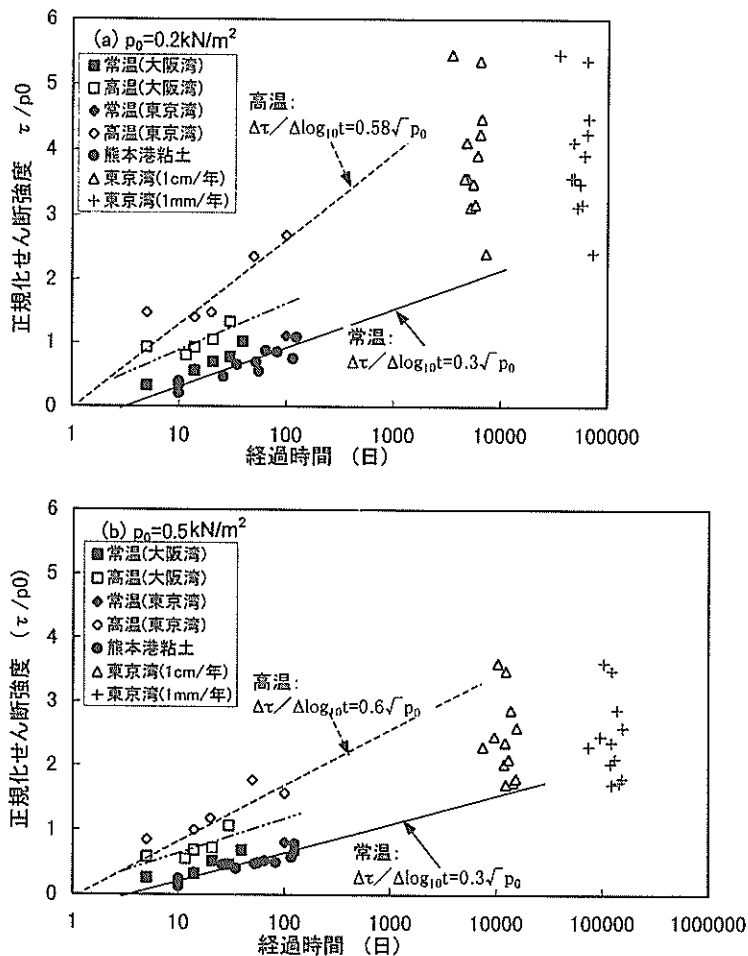 6
(a) p₀=0.2kN/m²
■常温(大阪湾)
□高温(大阪湾)
◆常温(東京湾)
◇高温(東京湾)
●熊本港粘土
△東京湾(1cm/年)
+東京湾(1mm/年)
高温:
Δτ/Δlog₁₀t=0.58√p₀
常温:
Δτ/Δlog₁₀t=0.3√p₀
正規化せん断強度 τ/p0
5
4
3
2
1
0
1 10 100 1000 10000 100000
経過時間 (日)
6
(b) p₀=0.5kN/m²
■常温(大阪湾)
□高温(大阪湾)
◆常温(東京湾)
◇高温(東京湾)
●熊本港粘土
△東京湾(1cm/年)
+東京湾(1mm/年)
高温:
Δτ/Δlog₁₀t=0.6√p₀
常温:
Δτ/Δlog₁₀t=0.3√p₀
正規化せん断強度 (τ/p0)
5
4
3
2
1
0
1 10 100 1000 10000 100000 1000000
経過時間 (日)